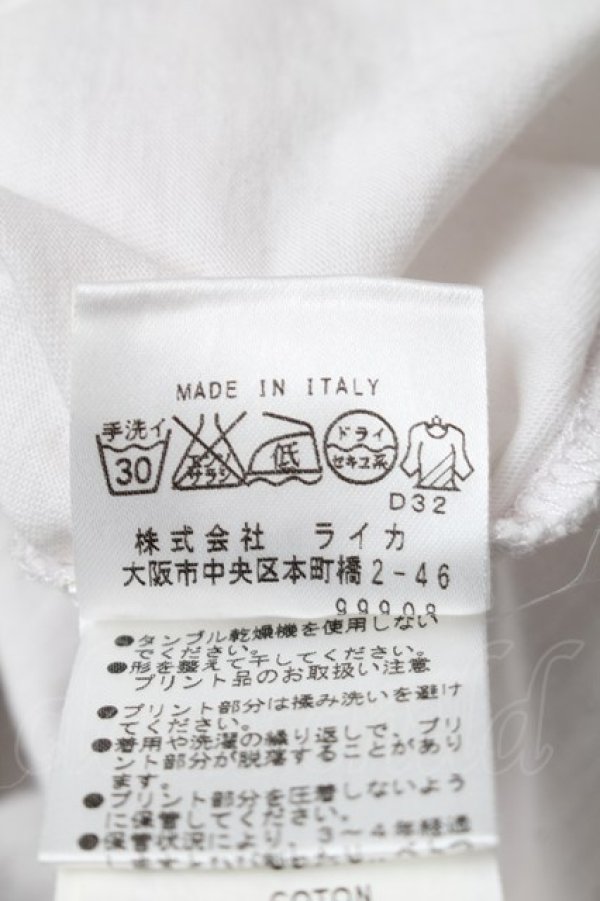 MADE IN ITALY
手洗イ
30
エンソ
サラシ
低
ドライ
セキユ系
D32
株式会社 ライカ
大阪市中央区本町橋2-46
99908
●タンブル乾燥機を使用しない
でください。
●形を整えて干してください。
プリント品のお取扱い注意
●プリント部分は揉み洗いを避け
てください。
●着用や洗濯の繰り返しで、プリ
ント部分が脱落することがあり
ます。
●プリント部分を圧着しないよう
に保管してください。
●保管状況により、3～4年経過
COTON